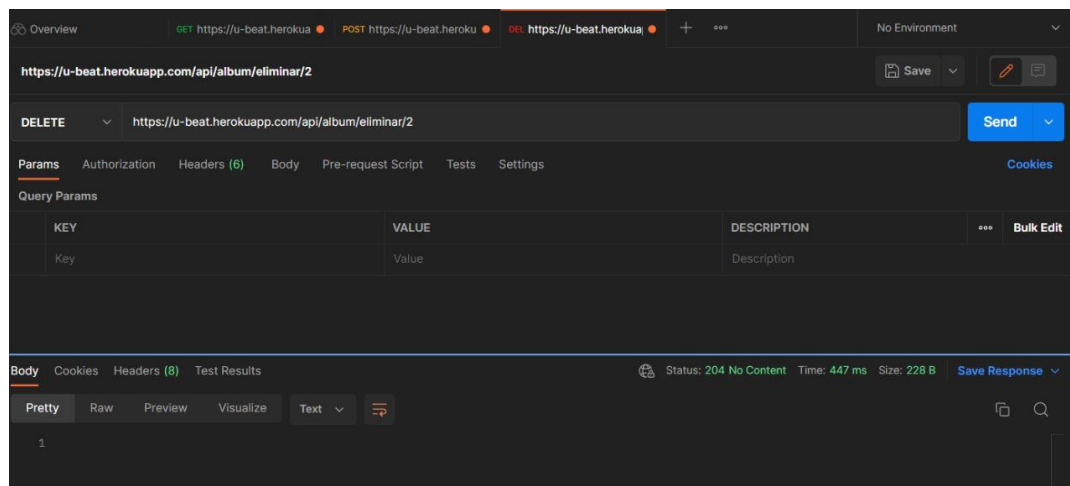 Overview GET https://u-beat.herokua POST https://u-beat.heroku DEL https://u-beat.herokua + ooo No Environment
https://u-beat.herokuapp.com/api/album/eliminar/2 Save
DELETE https://u-beat.herokuapp.com/api/album/eliminar/2 Send
Params Authorization Headers (6) Body Pre-request Script Tests Settings Cookies
Query Params
KEY VALUE DESCRIPTION ooo Bulk Edit
Key Value Description
Body Cookies Headers (8) Test Results Status: 204 No Content Time: 447 ms Size: 228 B Save Response
Pretty Raw Preview Visualize Text
1